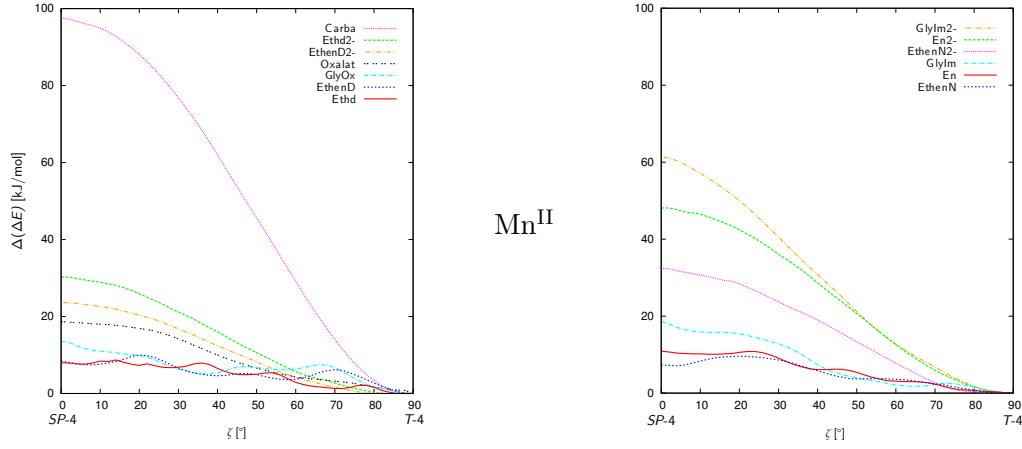 100
80
60
40
20
0
Δ(ΔE) [kJ/mol]
Carba
Ethd2-
EthenD2-
Oxalat
GlyOx
EthenD
Ethd
0 10 20 30 40 50 60 70 80 90
SP-4 T-4
ζ [°]
Mn^II
100
80
60
40
20
0
GlyIm2-
En2-
EthenN2-
GlyIm
En
EthenN
0 10 20 30 40 50 60 70 80 90
SP-4 T-4
ζ [°]